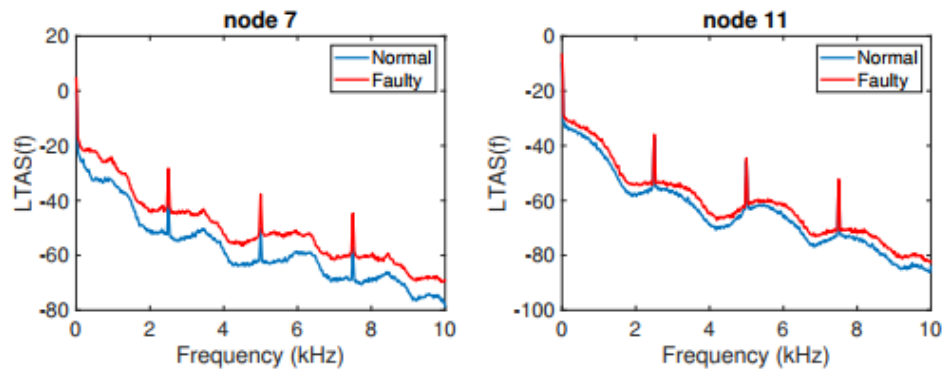 node 7
20
0
-20
-40
-60
-80
LTAS(f)
Normal
Faulty
0 2 4 6 8 10
Frequency (kHz)
node 11
0
-20
-40
-60
-80
-100
LTAS(f)
Normal
Faulty
0 2 4 6 8 10
Frequency (kHz)